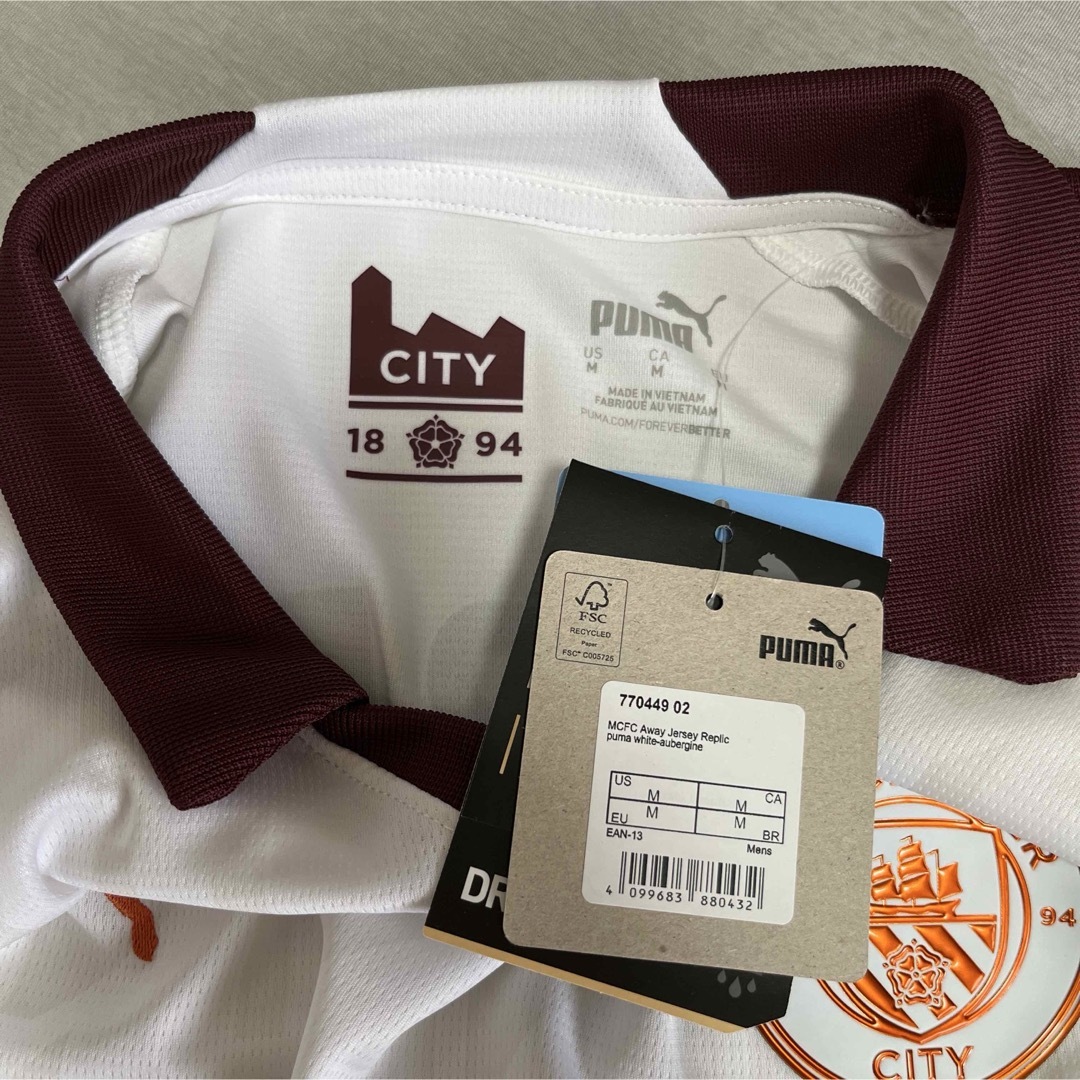 CITY
18 94
PUMA
US CA
M M
MADE IN VIETNAM
FABRIQUÉ AU VIETNAM
PUMA.COM/FOREVERBETTER
FSC
RECYCLED
Paper
FSC® C005725
PUMA®
770449 02
MCFC Away Jersey Replic
puma white-aubergine
US M M CA
EU M M BR
EAN-13 Mens
4 099683 880432
DR
94
CITY